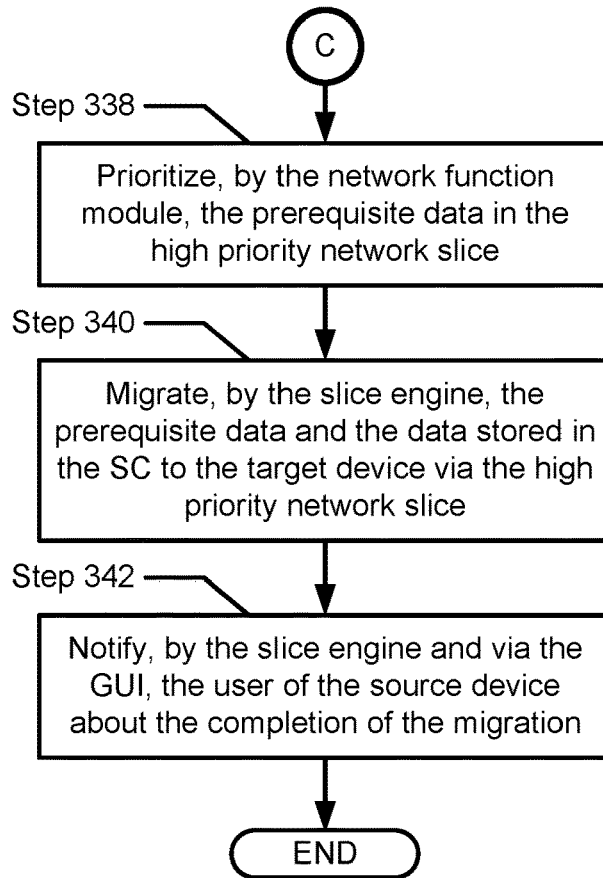 C
Step 338
Prioritize, by the network function
module, the prerequisite data in the
high priority network slice
Step 340
Migrate, by the slice engine, the
prerequisite data and the data stored in
the SC to the target device via the high
priority network slice
Step 342
Notify, by the slice engine and via the
GUI, the user of the source device
about the completion of the migration
END